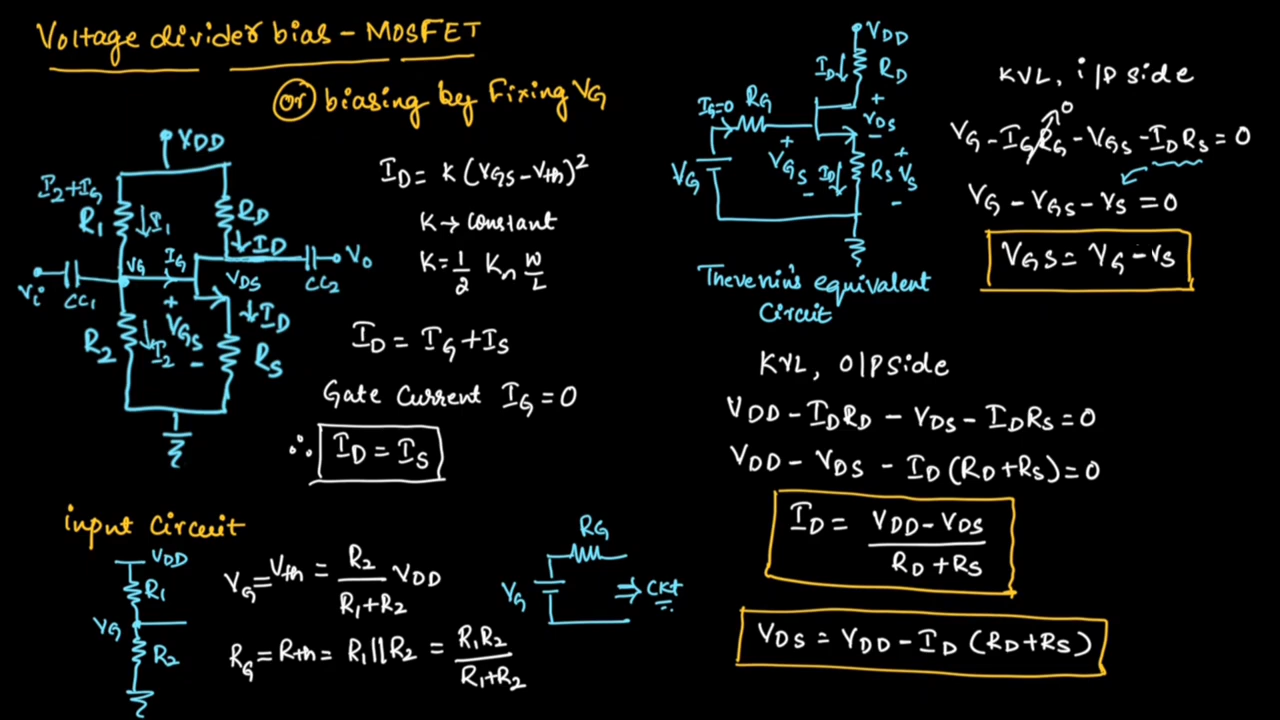 Voltage divider bias - MOSFET
(or) biasing by Fixing VG
VDD
I2+IG
R1
I1
RD
ID
VG
IG
VDS
Vo
CC2
Vi
CC1
+
VGS
-
ID
R2
I2
RS
ID = K (VGS - Vth)²
K → Constant
K = 1/2 Kn W/L
ID = IG + IS
Gate Current IG = 0
∴ ID = IS
input Circuit
VDD
R1
VG
R2
VG = Vth = R2/(R1+R2) VDD
RG = Rth = R1 || R2 = R1R2/(R1+R2)
RG
VG
⇒ CKt
VDD
ID
RD
IG=0
RG
+
VDS
-
VG
+
VGS
-
ID
RS
+
VS
-
Thevenin's equivalent
Circuit
KVL, i/p side
0
VG - IGRG - VGS - IDRS = 0
VG - VGS - VS = 0
VGS = VG - VS
KVL, O/P side
VDD - IDRD - VDS - IDRS = 0
VDD - VDS - ID (RD+RS) = 0
ID = (VDD - VDS)/(RD + RS)
VDS = VDD - ID (RD+RS)